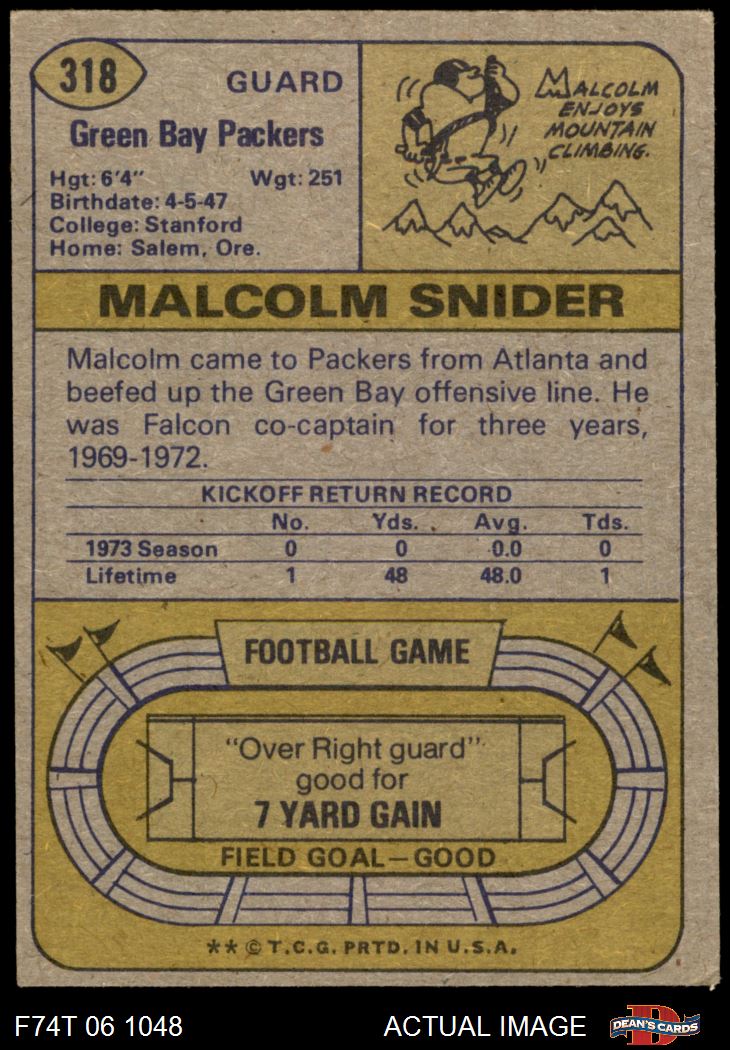 318
GUARD
Green Bay Packers
Hgt: 6'4" Wgt: 251
Birthdate: 4-5-47
College: Stanford
Home: Salem, Ore.
MALCOLM
ENJOYS
MOUNTAIN
CLIMBING.
MALCOLM SNIDER
Malcolm came to Packers from Atlanta and
beefed up the Green Bay offensive line. He
was Falcon co-captain for three years,
1969-1972.
KICKOFF RETURN RECORD
No. Yds. Avg. Tds.
1973 Season 0 0 0.0 0
Lifetime 1 48 48.0 1
FOOTBALL GAME
"Over Right guard"
good for
7 YARD GAIN
FIELD GOAL—GOOD
** © T.C.G. PRTD. IN U.S.A.
F74T 06 1048 ACTUAL IMAGE
DEAN'S CARDS